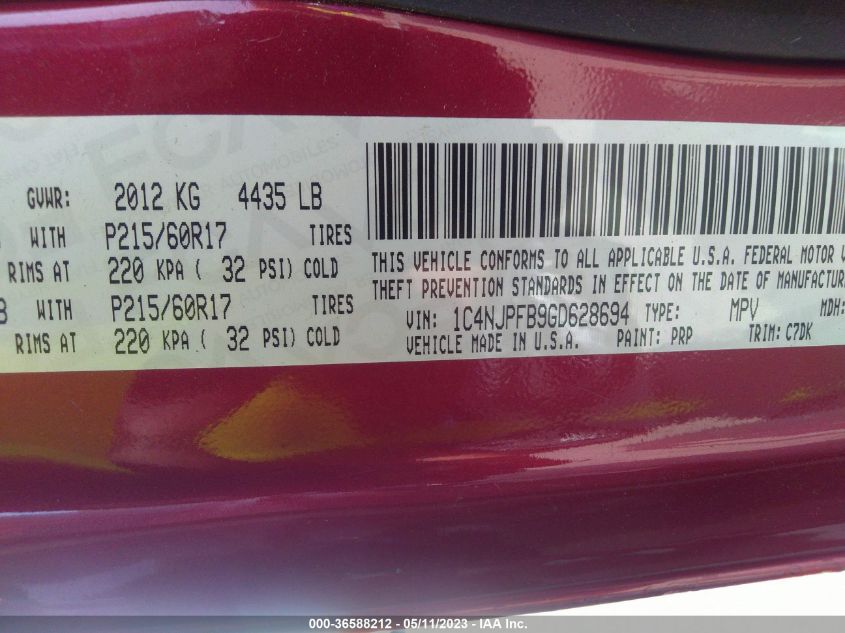 GVWR: 2012 KG 4435 LB
WITH P215/60R17 TIRES
RIMS AT 220 KPA ( 32 PSI) COLD
WITH P215/60R17 TIRES
RIMS AT 220 KPA ( 32 PSI) COLD
THIS VEHICLE CONFORMS TO ALL APPLICABLE U.S.A. FEDERAL MOTOR V
THEFT PREVENTION STANDARDS IN EFFECT ON THE DATE OF MANUFACTUR
VIN: 1C4NJPFB9GD628694 TYPE: MPV MDH:
VEHICLE MADE IN U.S.A. PAINT: PRP TRIM: C7DK
000-36588212 - 05/11/2023 - IAA Inc.